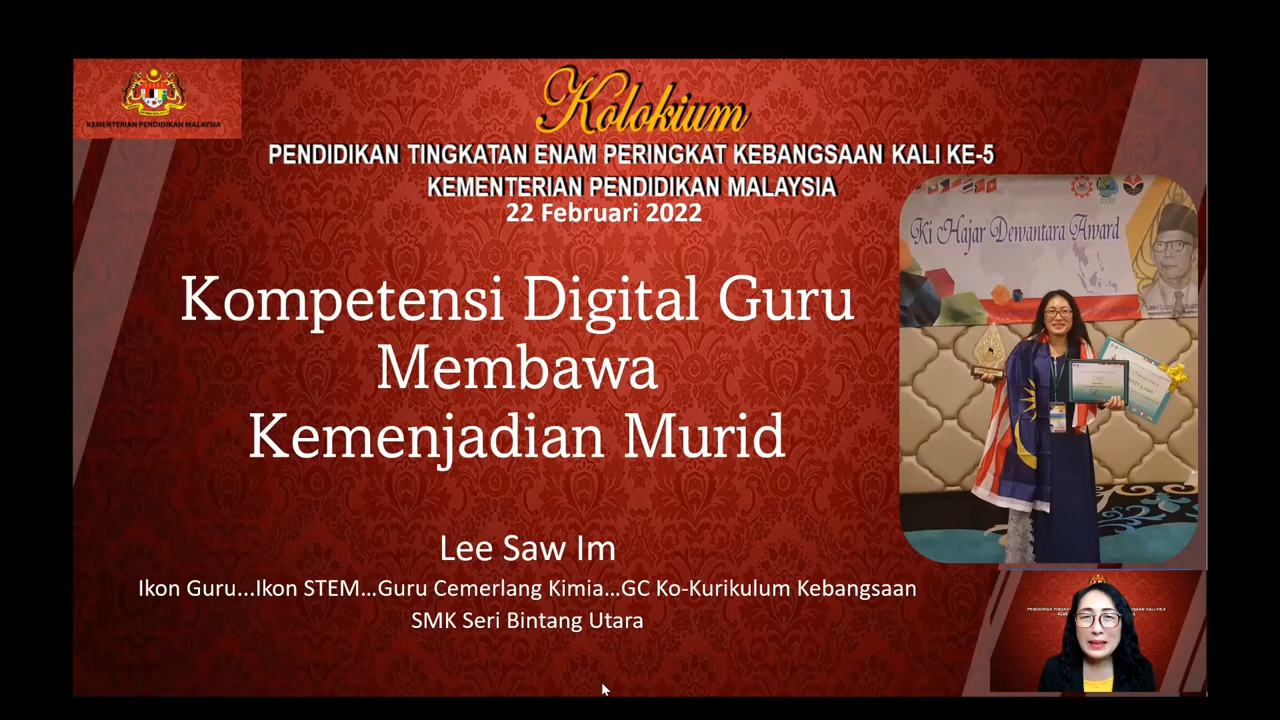 KEMENTERIAN PENDIDIKAN MALAYSIA
Kolokium
PENDIDIKAN TINGKATAN ENAM PERINGKAT KEBANGSAAN KALI KE-5
KEMENTERIAN PENDIDIKAN MALAYSIA
22 Februari 2022
Ki Hajar Dewantara Award
Kompetensi Digital Guru
Membawa
Kemenjadian Murid
Lee Saw Im
Ikon Guru...Ikon STEM...Guru Cemerlang Kimia...GC Ko-Kurikulum Kebangsaan
SMK Seri Bintang Utara